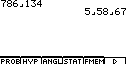 786.134
5,58,67
PROB HYP ANGL STAT FMEM ▷